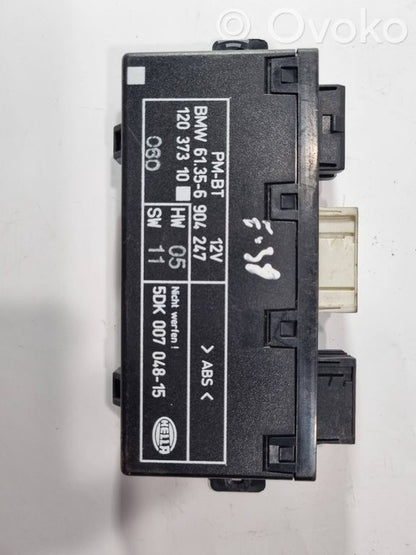 Ovoko
PM-BT 12V
BMW 61.35-6 904 247
120 373 10
060
HW 05
SW 11
Nicht werfen !
5DK 007 048-15
> ABS <
HELLA